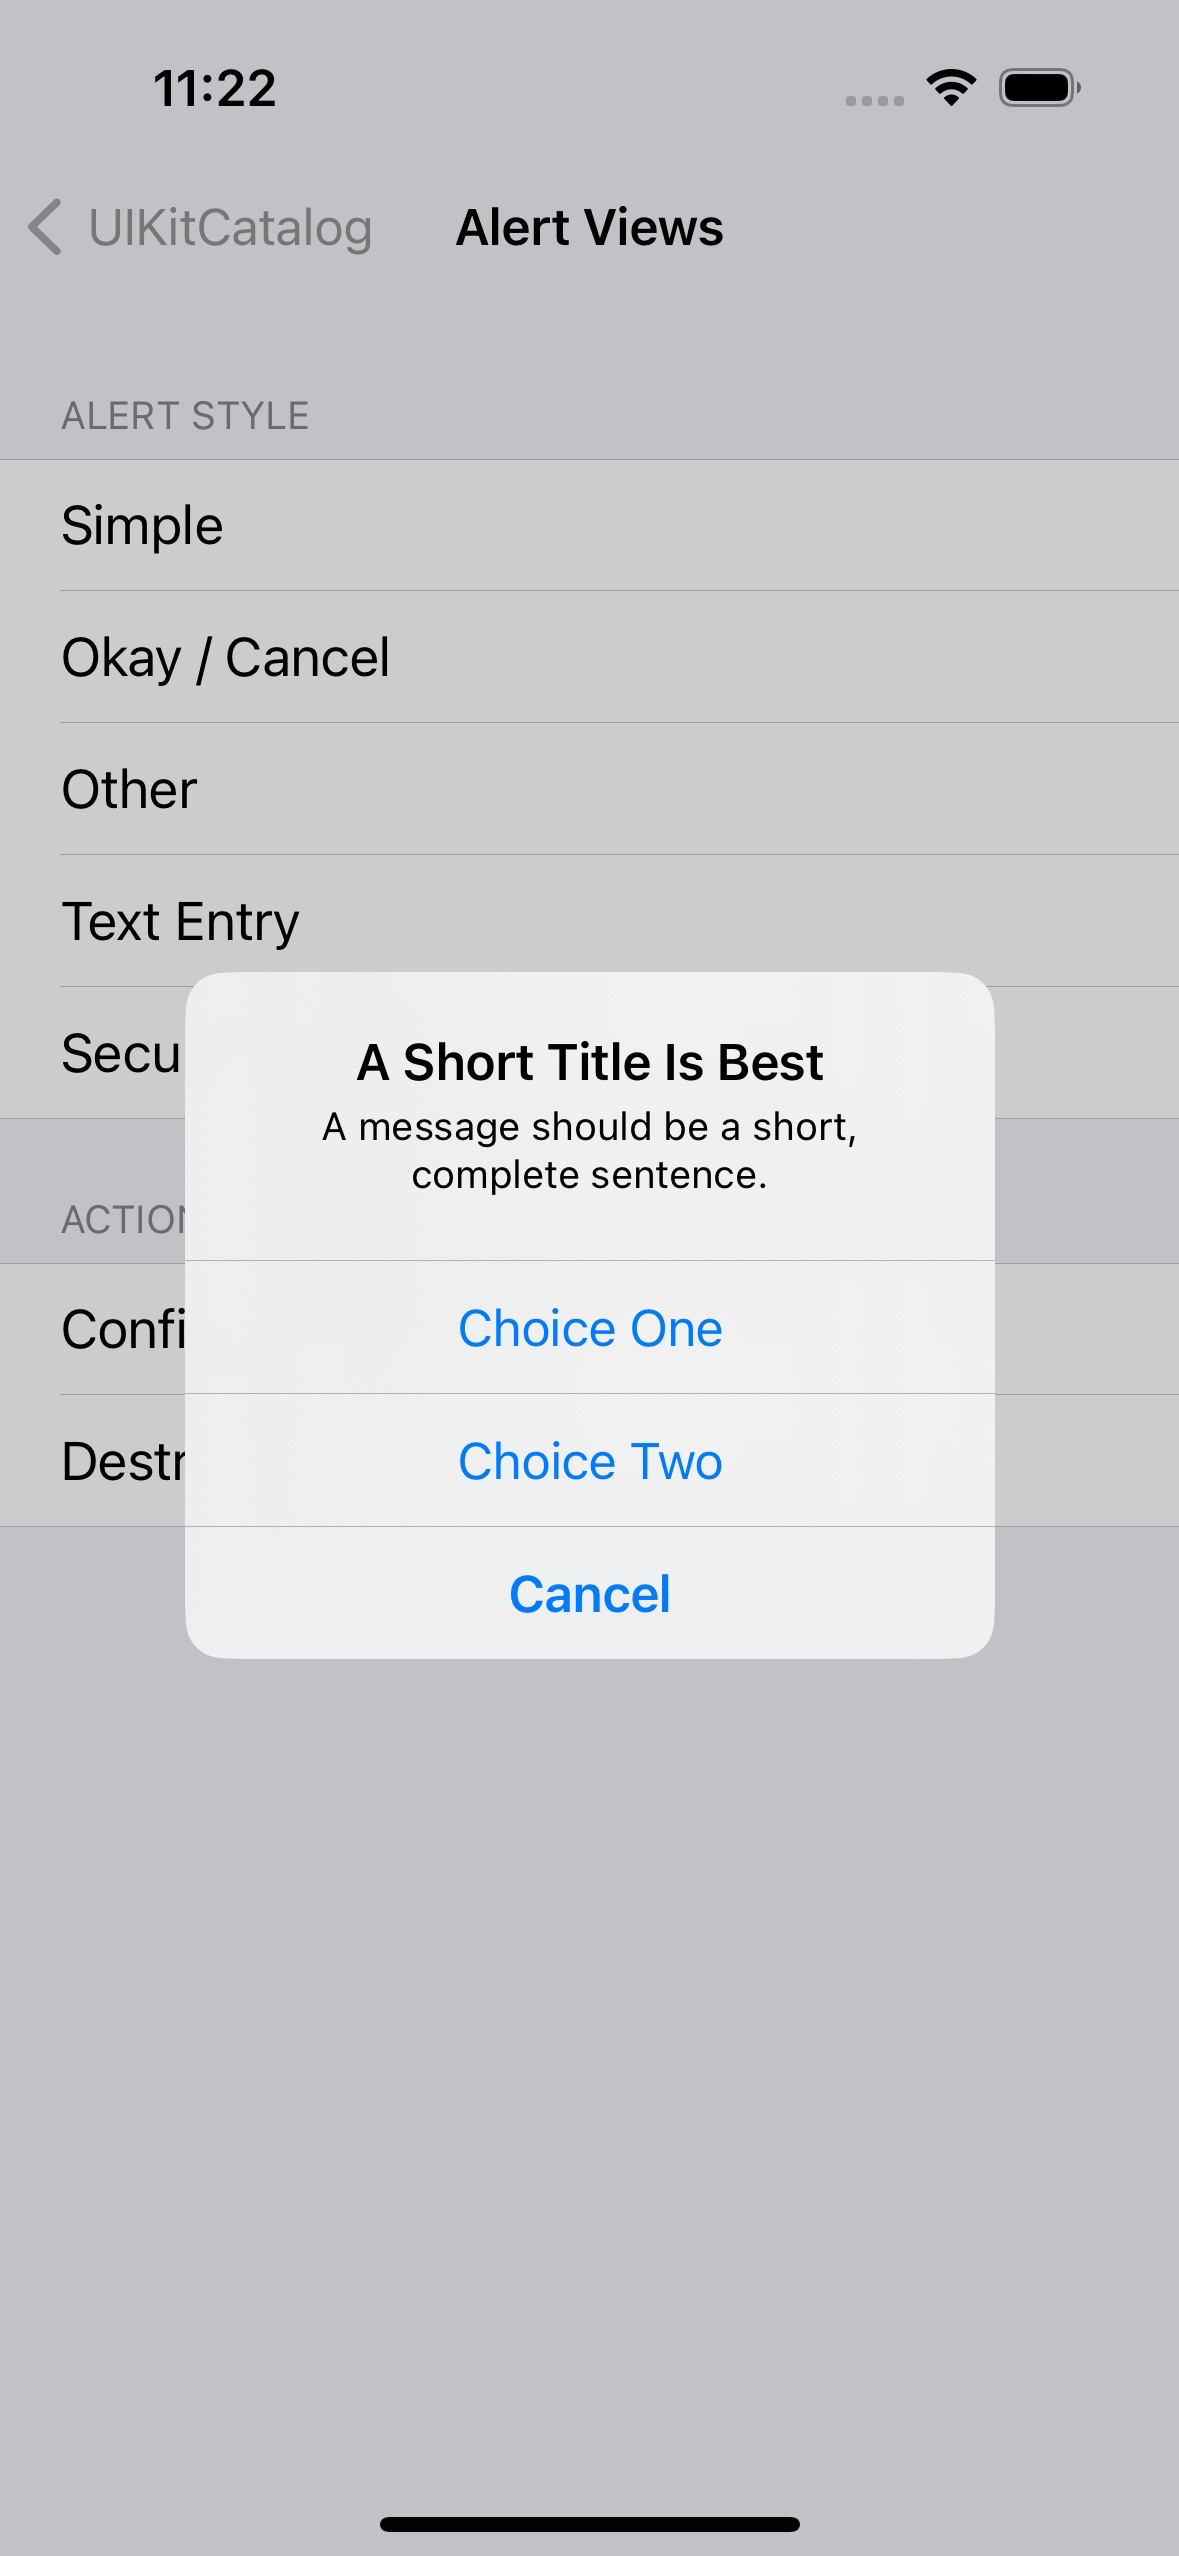 11:22
UIKitCatalog
Alert Views
ALERT STYLE
Simple
Okay / Cancel
Other
Text Entry
Secu
A Short Title Is Best
A message should be a short,
complete sentence.
ACTION
Confi
Choice One
Destr
Choice Two
Cancel